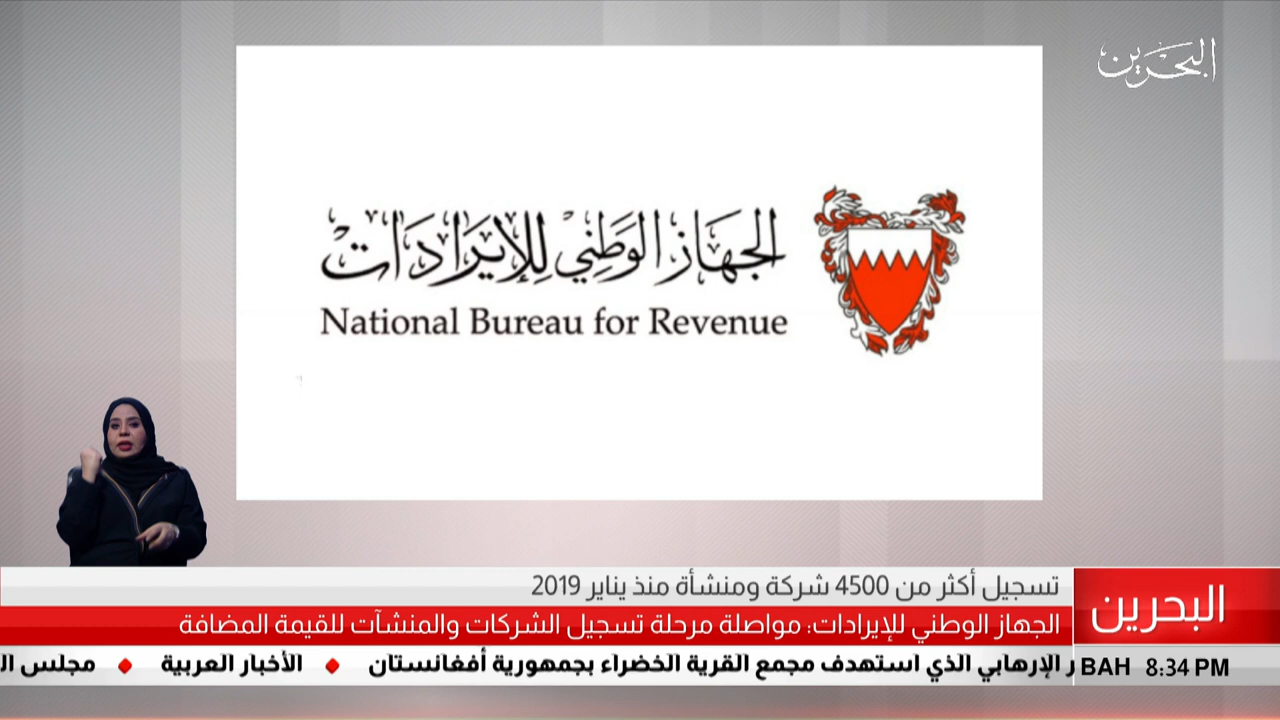 البحرين
الجهاز الوطني للإيرادات
National Bureau for Revenue
تسجيل أكثر من 4500 شركة ومنشأة منذ يناير 2019
البحرين
الجهاز الوطني للإيرادات: مواصلة مرحلة تسجيل الشركات والمنشآت للقيمة المضافة
BAH 8:34 PM
ر الإرهابي الذي استهدف مجمع القرية الخضراء بجمهورية أفغانستان ♦ الأخبار العربية ♦ مجلس ال